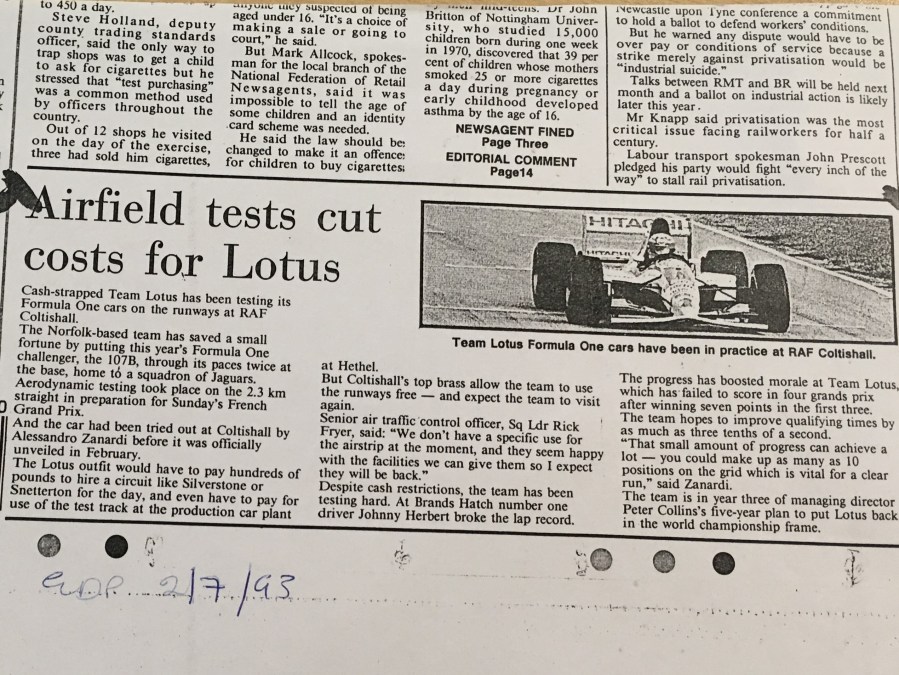 to 450 a day.
Steve Holland, deputy
county trading standards
officer, said the only way to
trap shops was to get a child
to ask for cigarettes but he
stressed that "test purchasing"
was a common method used
by officers throughout the
country.
Out of 12 shops he visited
on the day of the exercise,
three had sold him cigarettes,
anyone they suspected of being
aged under 16. "It's a choice of
making a sale or going to
court," he said.
But Mark Allcock, spokes-
man for the local branch of the
National Federation of Retail
Newsagents, said it was
impossible to tell the age of
some children and an identity
card scheme was needed.
He said the law should be
changed to make it an offence
for children to buy cigarettes
Dr John
Britton of Nottingham Univer-
sity, who studied 15,000
children born during one week
in 1970, discovered that 39 per
cent of children whose mothers
smoked 25 or more cigarettes
a day during pregnancy or
early childhood developed
asthma by the age of 16.
NEWSAGENT FINED
Page Three
EDITORIAL COMMENT
Page14
Newcastle upon Tyne conference a commitment
to hold a ballot to defend workers' conditions.
But he warned any dispute would have to be
over pay or conditions of service because a
strike merely against privatisation would be
"industrial suicide."
Talks between RMT and BR will be held next
month and a ballot on industrial action is likely
later this year.
Mr Knapp said privatisation was the most
critical issue facing railworkers for half a
century.
Labour transport spokesman John Prescott
pledged his party would fight "every inch of the
way" to stall rail privatisation.
Airfield tests cut
costs for Lotus
Cash-strapped Team Lotus has been testing its
Formula One cars on the runways at RAF
Coltishall.
The Norfolk-based team has saved a small
fortune by putting this year's Formula One
challenger, the 107B, through its paces twice at
the base, home to a squadron of Jaguars.
Aerodynamic testing took place on the 2.3 km
straight in preparation for Sunday's French
Grand Prix.
And the car had been tried out at Coltishall by
Alessandro Zanardi before it was officially
unveiled in February.
The Lotus outfit would have to pay hundreds of
pounds to hire a circuit like Silverstone or
Snetterton for the day, and even have to pay for
use of the test track at the production car plant
HITACHI
HITACHI
Team Lotus Formula One cars have been in practice at RAF Coltishall.
at Hethel.
But Coltishall's top brass allow the team to use
the runways free — and expect the team to visit
again.
Senior air traffic control officer, Sq Ldr Rick
Fryer, said: "We don't have a specific use for
the airstrip at the moment, and they seem happy
with the facilities we can give them so I expect
they will be back."
Despite cash restrictions, the team has been
testing hard. At Brands Hatch number one
driver Johnny Herbert broke the lap record.
The progress has boosted morale at Team Lotus,
which has failed to score in four grands prix
after winning seven points in the first three.
The team hopes to improve qualifying times by
as much as three tenths of a second.
"That small amount of progress can achieve a
lot — you could make up as many as 10
positions on the grid which is vital for a clear
run," said Zanardi.
The team is in year three of managing director
Peter Collins's five-year plan to put Lotus back
in the world championship frame.
EDP 2/7/93